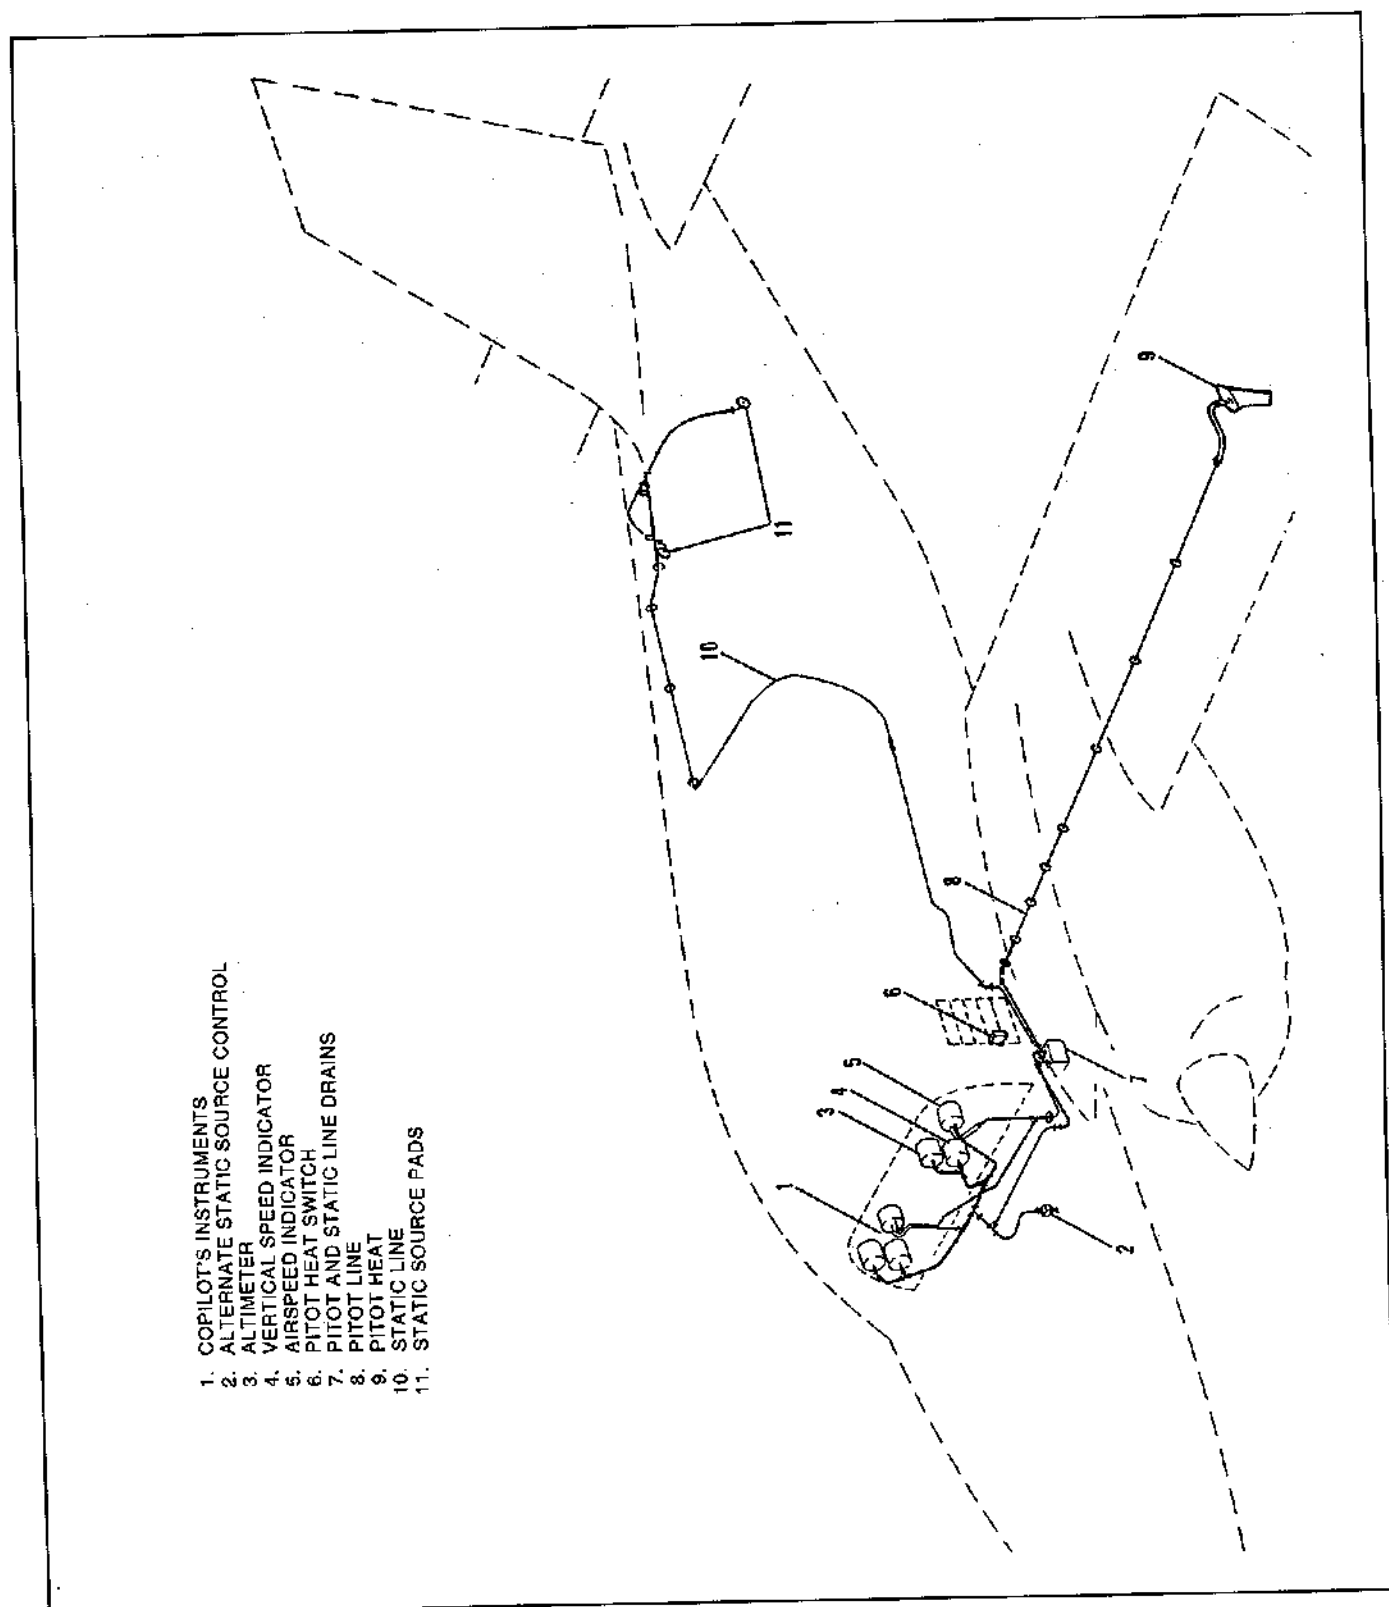 1. COPILOT'S INSTRUMENTS
2. ALTERNATE STATIC SOURCE CONTROL
3. ALTIMETER
4. VERTICAL SPEED INDICATOR
5. AIRSPEED INDICATOR
6. PITOT HEAT SWITCH
7. PITOT AND STATIC LINE DRAINS
8. PITOT LINE
9. PITOT HEAT
10. STATIC LINE
11. STATIC SOURCE PADS
1
2
3
4
5
6
7
8
9
10
11